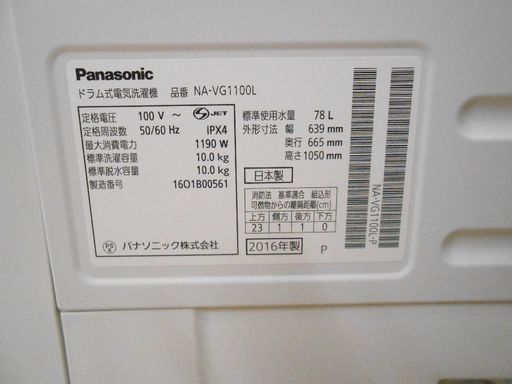 Panasonic
ドラム式電気洗濯機 品番 NA-VG1100L
定格電圧 100 V ~ S JET
定格周波数 50/60 Hz IPX4
最大消費電力 1190 W
標準洗濯容量 10.0 kg
標準脱水容量 10.0 kg
製造番号 16O1B00561
PS E パナソニック株式会社
標準使用水量 78 L
外形寸法 幅 639 mm
奥行 665 mm
高さ 1050 mm
日本製
消防法 基準適合 組込形
可燃物からの離隔距離(cm)
上方 側方 後方 下方
23 1 1 0
2016年製 P
NA-VG1100L-P